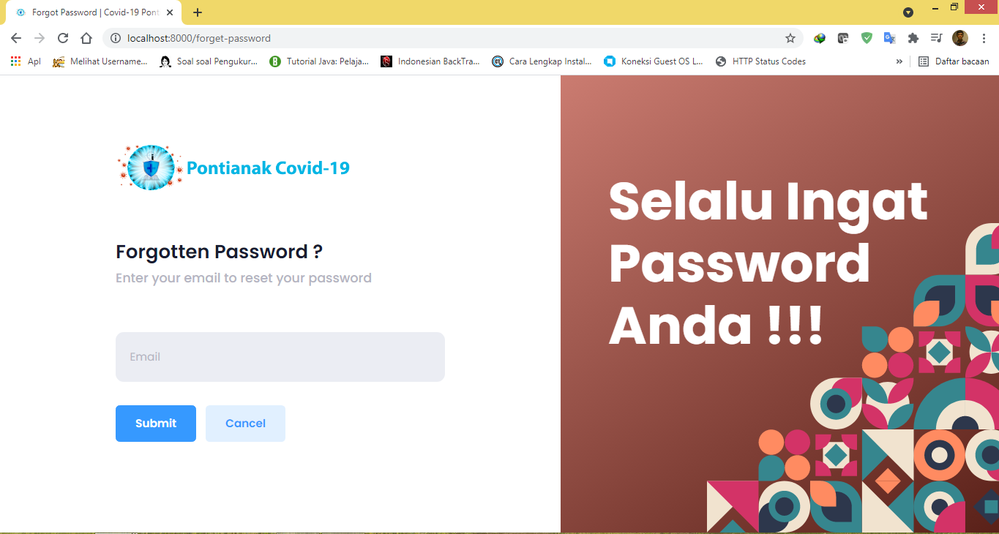 Forgot Password | Covid-19 Pont
localhost:8000/forget-password
Apl
Melihat Username...
Soal soal Pengukur...
Tutorial Java: Pelaja...
Indonesian BackTra...
Cara Lengkap Instal...
Koneksi Guest OS L...
HTTP Status Codes
»
Daftar bacaan
Pontianak Covid-19
Forgotten Password ?
Enter your email to reset your password
Email
Submit
Cancel
Selalu Ingat
Password
Anda !!!